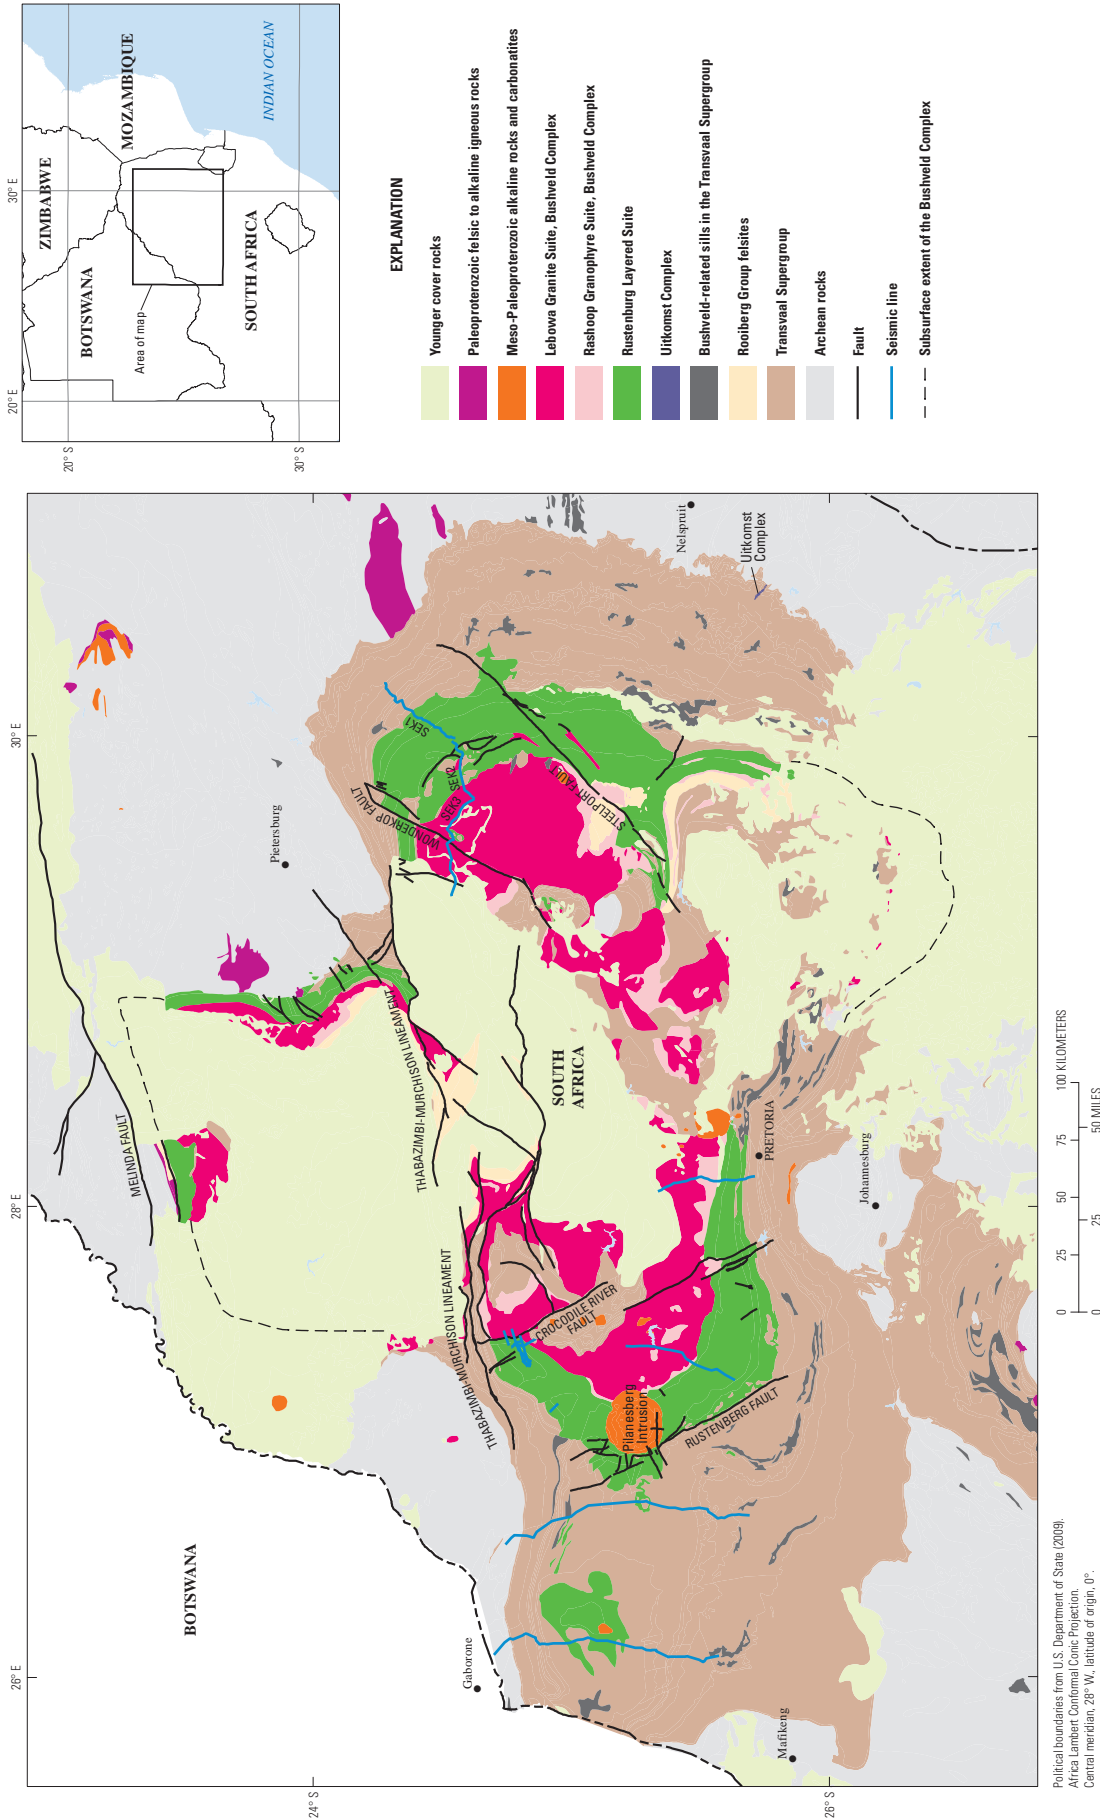 26° E
28° E
30° E
24° S
26° S
BOTSWANA
Gaborone
Mafikeng
MELINDA FAULT
Pietersburg
THABAZIMBI-MURCHISON LINEAMENT
THABAZIMBI-MURCHISON LINEAMENT
WONDERKOP FAULT
SEK1
SEK2
SEK3
STEELPORT FAULT
CROCODILE RIVER
FAULT
Pilanesberg
Intrusion
RUSTENBERG FAULT
SOUTH
AFRICA
PRETORIA
Johannesburg
Nelspruit
Uitkomst
Complex
Political boundaries from U.S. Department of State (2009).
Africa Lambert Conformal Conic Projection.
Central meridian, 28° W., latitude of origin, 0°.
0 25 50 75 100 KILOMETERS
0 25 50 MILES
20° E
30° E
20° S
30° S
ZIMBABWE
MOZAMBIQUE
BOTSWANA
Area of map
SOUTH AFRICA
INDIAN OCEAN
EXPLANATION
Younger cover rocks
Paleoproterozoic felsic to alkaline igneous rocks
Meso-Paleoproterozoic alkaline rocks and carbonatites
Lebowa Granite Suite, Bushveld Complex
Rashoop Granophyre Suite, Bushveld Complex
Rustenburg Layered Suite
Uitkomst Complex
Bushveld-related sills in the Transvaal Supergroup
Rooiberg Group felsites
Transvaal Supergroup
Archean rocks
Fault
Seismic line
Subsurface extent of the Bushveld Complex